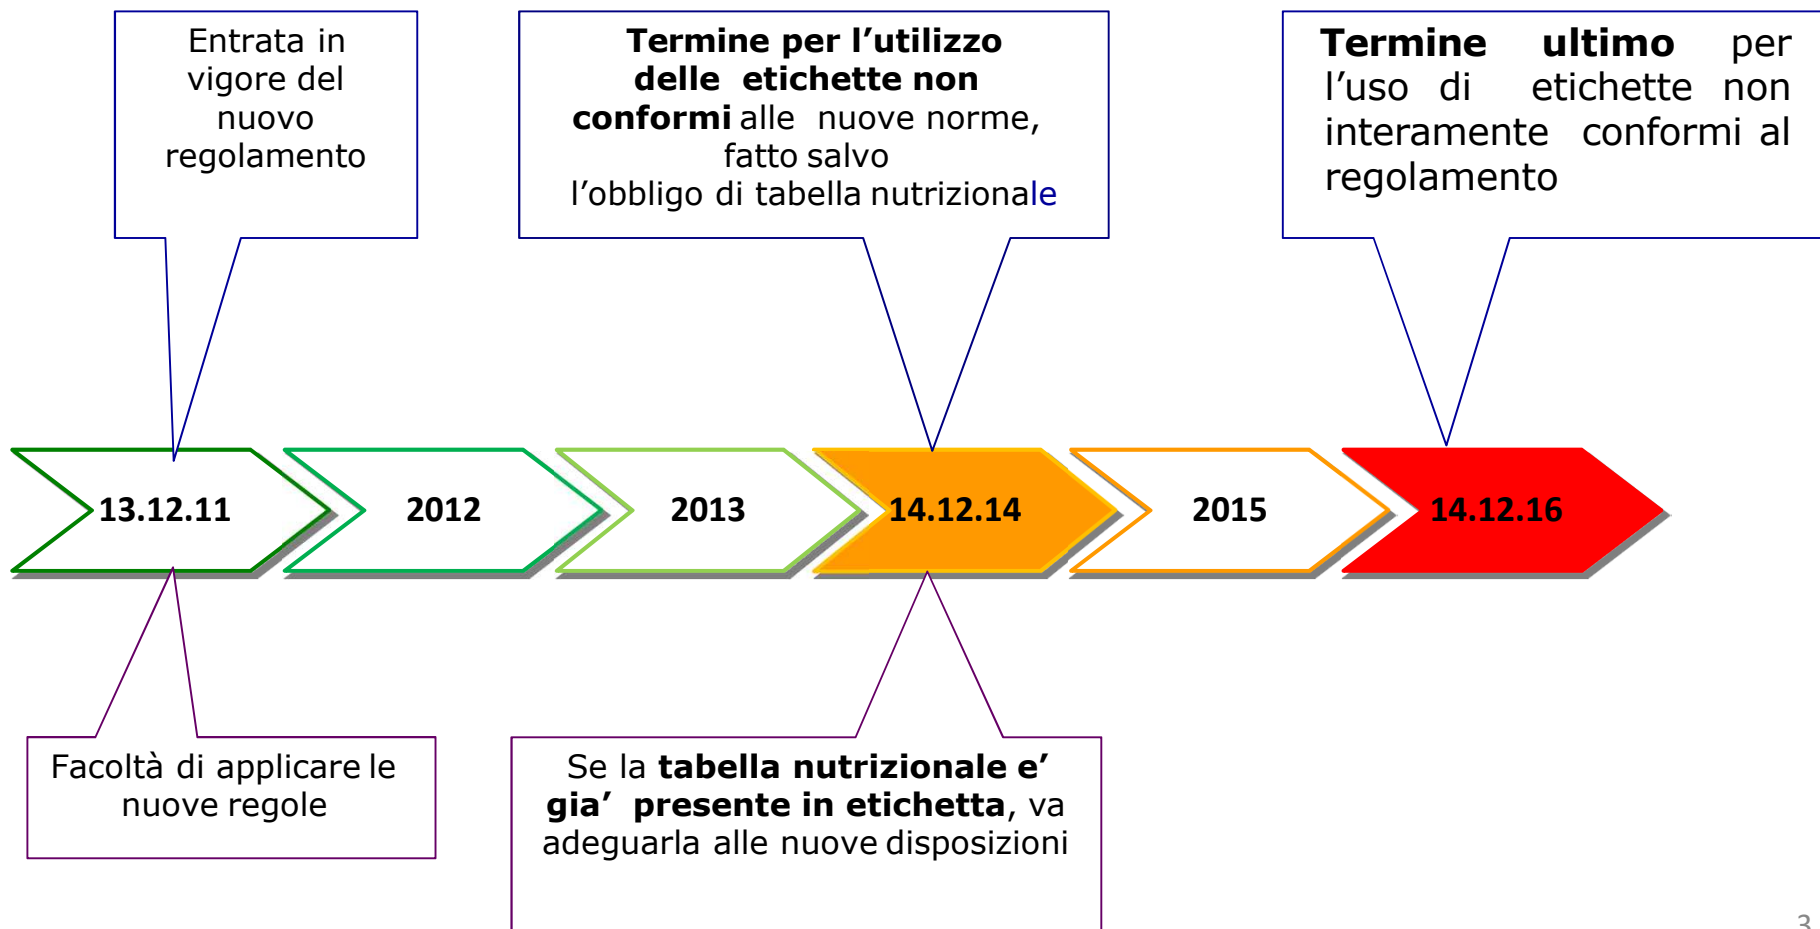 Entrata in
vigore del
nuovo
regolamento
Termine per l’utilizzo
delle etichette non
conformi alle nuove norme,
fatto salvo
l’obbligo di tabella nutrizionale
Termine ultimo per
l’uso di etichette non
interamente conformi al
regolamento
13.12.11
2012
2013
14.12.14
2015
14.12.16
Facoltà di applicare le
nuove regole
Se la tabella nutrizionale e’
gia’ presente in etichetta, va
adeguarla alle nuove disposizioni
3